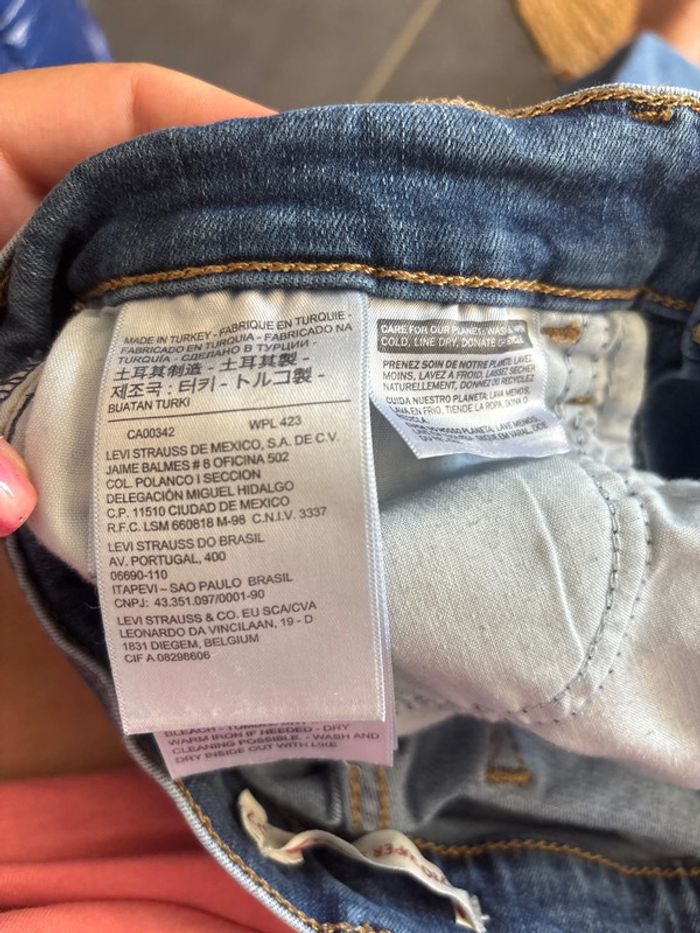 MADE IN TURKEY - FABRIQUE EN TURQUIE -
FABRICADO EN TURQUIA - FABRICADO NA
TURQUÍA - СДЕЛАНО В ТУРЦИИ -
土耳其制造 - 土耳其製 -
제조국 : 터키 - トルコ製 -
BUATAN TURKI
CA00342 WPL 423
LEVI STRAUSS DE MEXICO, S.A. DE C.V.
JAIME BALMES # 8 OFICINA 502
COL. POLANCO I SECCION
DELEGACIÓN MIGUEL HIDALGO
C.P. 11510 CIUDAD DE MEXICO
R.F.C. LSM 660818 M-98 C.N.I.V. 3337
LEVI STRAUSS DO BRASIL
AV. PORTUGAL, 400
06690-110
ITAPEVI – SAO PAULO BRASIL
CNPJ: 43.351.097/0001-90
LEVI STRAUSS & CO. EU SCA/CVA
LEONARDO DA VINCILAAN, 19 - D
1831 DIEGEM, BELGIUM
CIF A 08298606
BLEACH - TUMBLE
WARM IRON IF NEEDED - DRY
CLEANING POSSIBLE. - WASH AND
DRY INSIDE OUT WITH LIKE
CARE FOR OUR PLANET: WASH
COLD, LINE DRY, DONATE
PRENEZ SOIN DE NOTRE PLANETE: LAVEZ
MOINS, LAVEZ A FROID, LAISSEZ SECHER
NATURELLEMENT, DONNEZ OU RECYCLEZ
CUIDA NUESTRO PLANETA: LAVA MENOS,
LAVA EN FRIO, TIENDE LA ROPA, DONA O
NOSSO PLANETA: LAVE MENOS